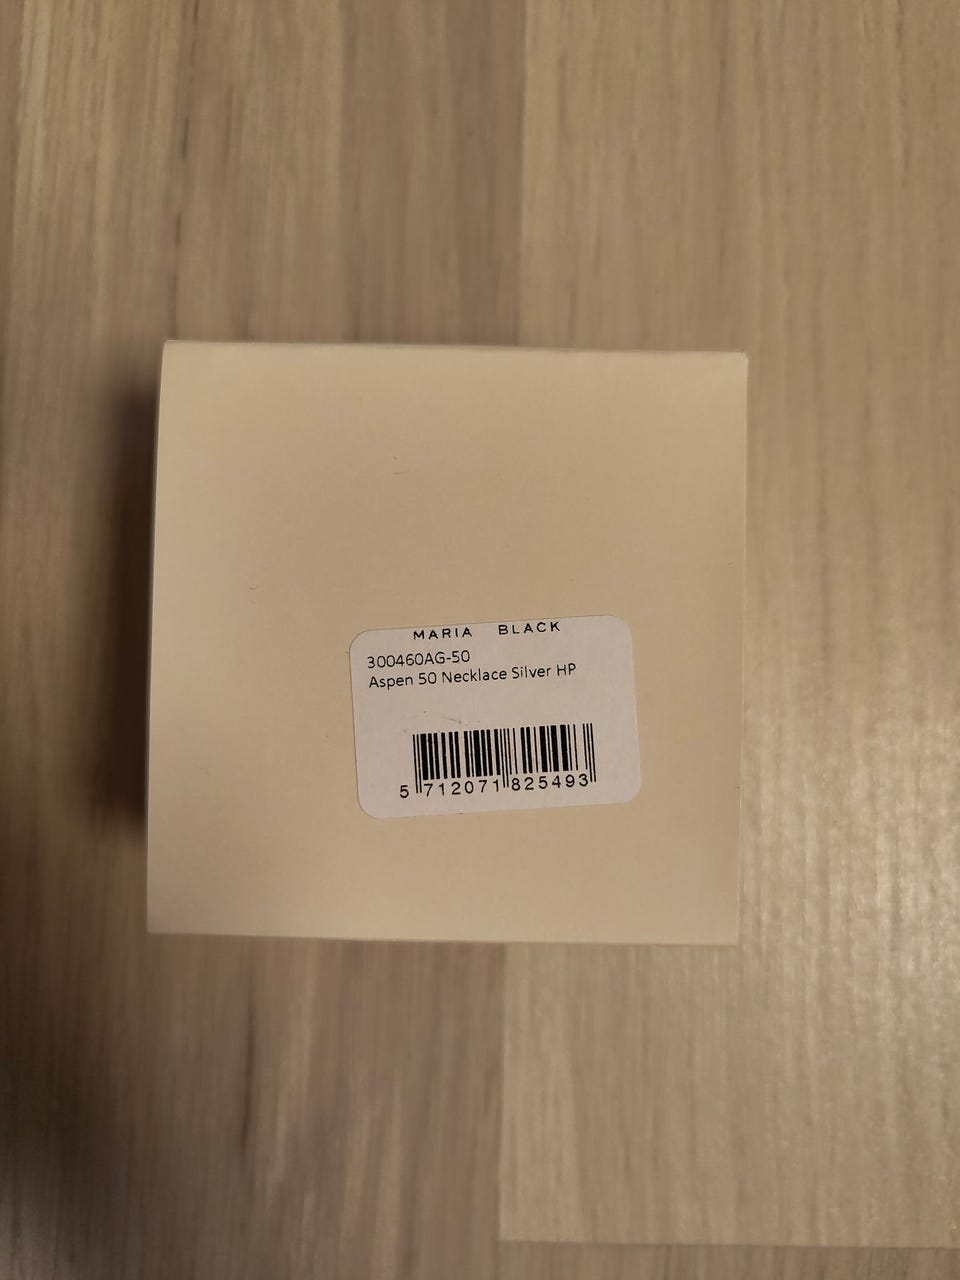 MARIA BLACK
300460AG-50
Aspen 50 Necklace Silver HP
5 712071 825493